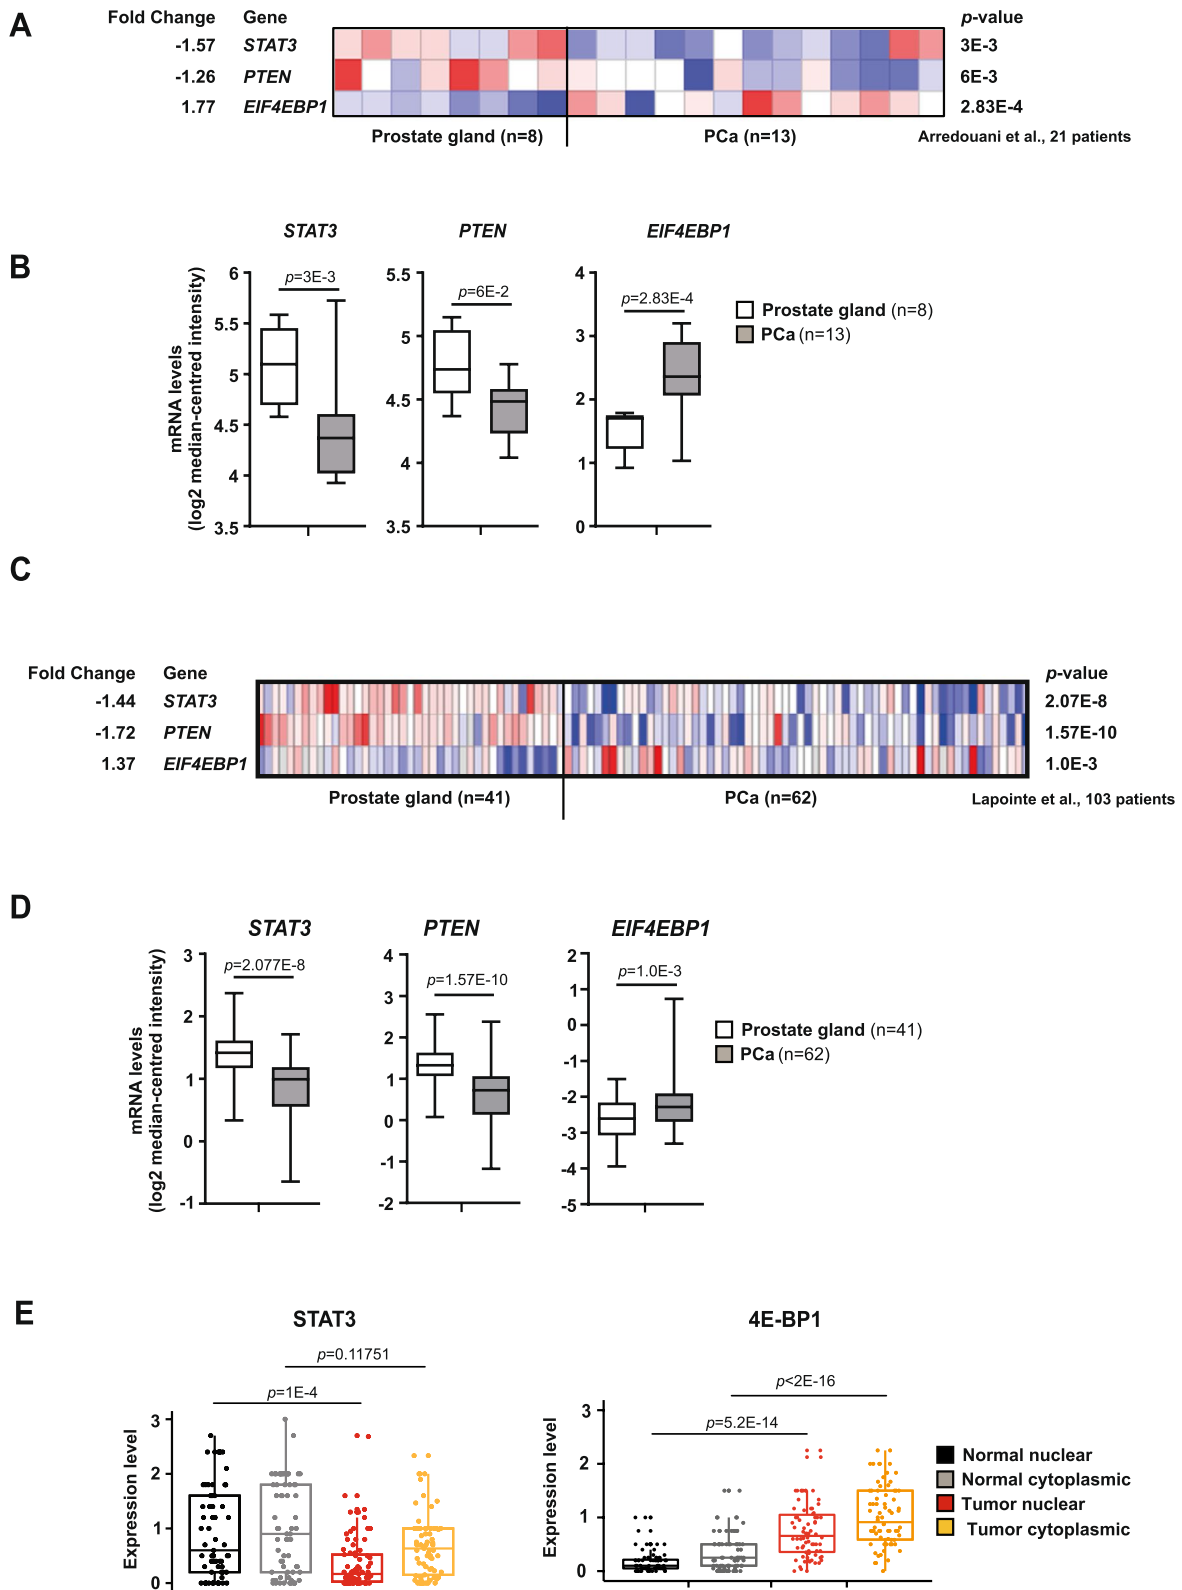 A
Fold Change Gene p-value
-1.57 STAT3 3E-3
-1.26 PTEN 6E-3
1.77 EIF4EBP1 2.83E-4
Prostate gland (n=8) PCa (n=13) Arredouani et al., 21 patients
B
STAT3 PTEN EIF4EBP1
mRNA levels
(log2 median-centred intensity)
6
5.5
5
4.5
4
3.5
p=3E-3
5.5
5
4.5
4
3.5
p=6E-2
4
3
2
1
0
p=2.83E-4
Prostate gland (n=8)
PCa (n=13)
C
Fold Change Gene p-value
-1.44 STAT3 2.07E-8
-1.72 PTEN 1.57E-10
1.37 EIF4EBP1 1.0E-3
Prostate gland (n=41) PCa (n=62) Lapointe et al., 103 patients
D
STAT3 PTEN EIF4EBP1
mRNA levels
(log2 median-centred intensity)
3
2
1
0
-1
p=2.077E-8
4
3
2
1
0
-1
-2
p=1.57E-10
2
1
0
-1
-2
-3
-4
-5
p=1.0E-3
Prostate gland (n=41)
PCa (n=62)
E
STAT3 4E-BP1
p=0.11751
p=1E-4
Expression level
3
2
1
0
p<2E-16
p=5.2E-14
Expression level
3
2
1
0
Normal nuclear
Normal cytoplasmic
Tumor nuclear
Tumor cytoplasmic